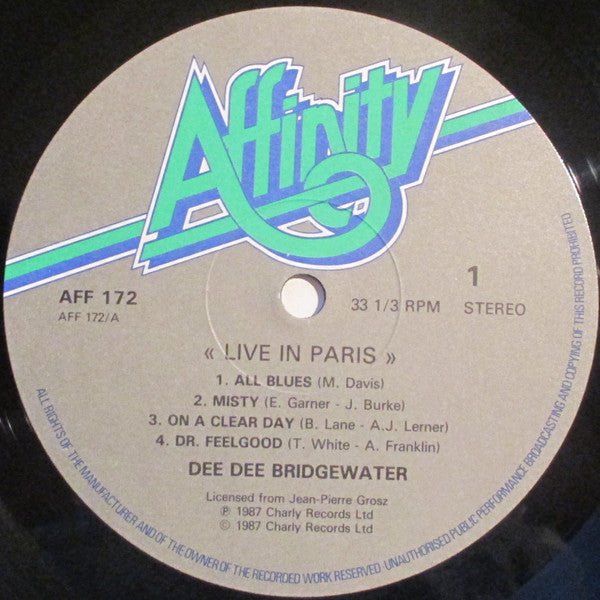 Affinity
AFF 172
AFF 172/A
33 1/3 RPM
1
STEREO
« LIVE IN PARIS »
1. ALL BLUES (M. Davis)
2. MISTY (E. Garner - J. Burke)
3. ON A CLEAR DAY (B. Lane - A.J. Lerner)
4. DR. FEELGOOD (T. White - A. Franklin)
DEE DEE BRIDGEWATER
Licensed from Jean-Pierre Grosz
℗ 1987 Charly Records Ltd
© 1987 Charly Records Ltd
ALL RIGHTS OF THE MANUFACTURER AND OF THE OWNER OF THE RECORDED WORK RESERVED UNAUTHORISED PUBLIC PERFORMANCE BROADCASTING AND COPYING OF THIS RECORD PROHIBITED